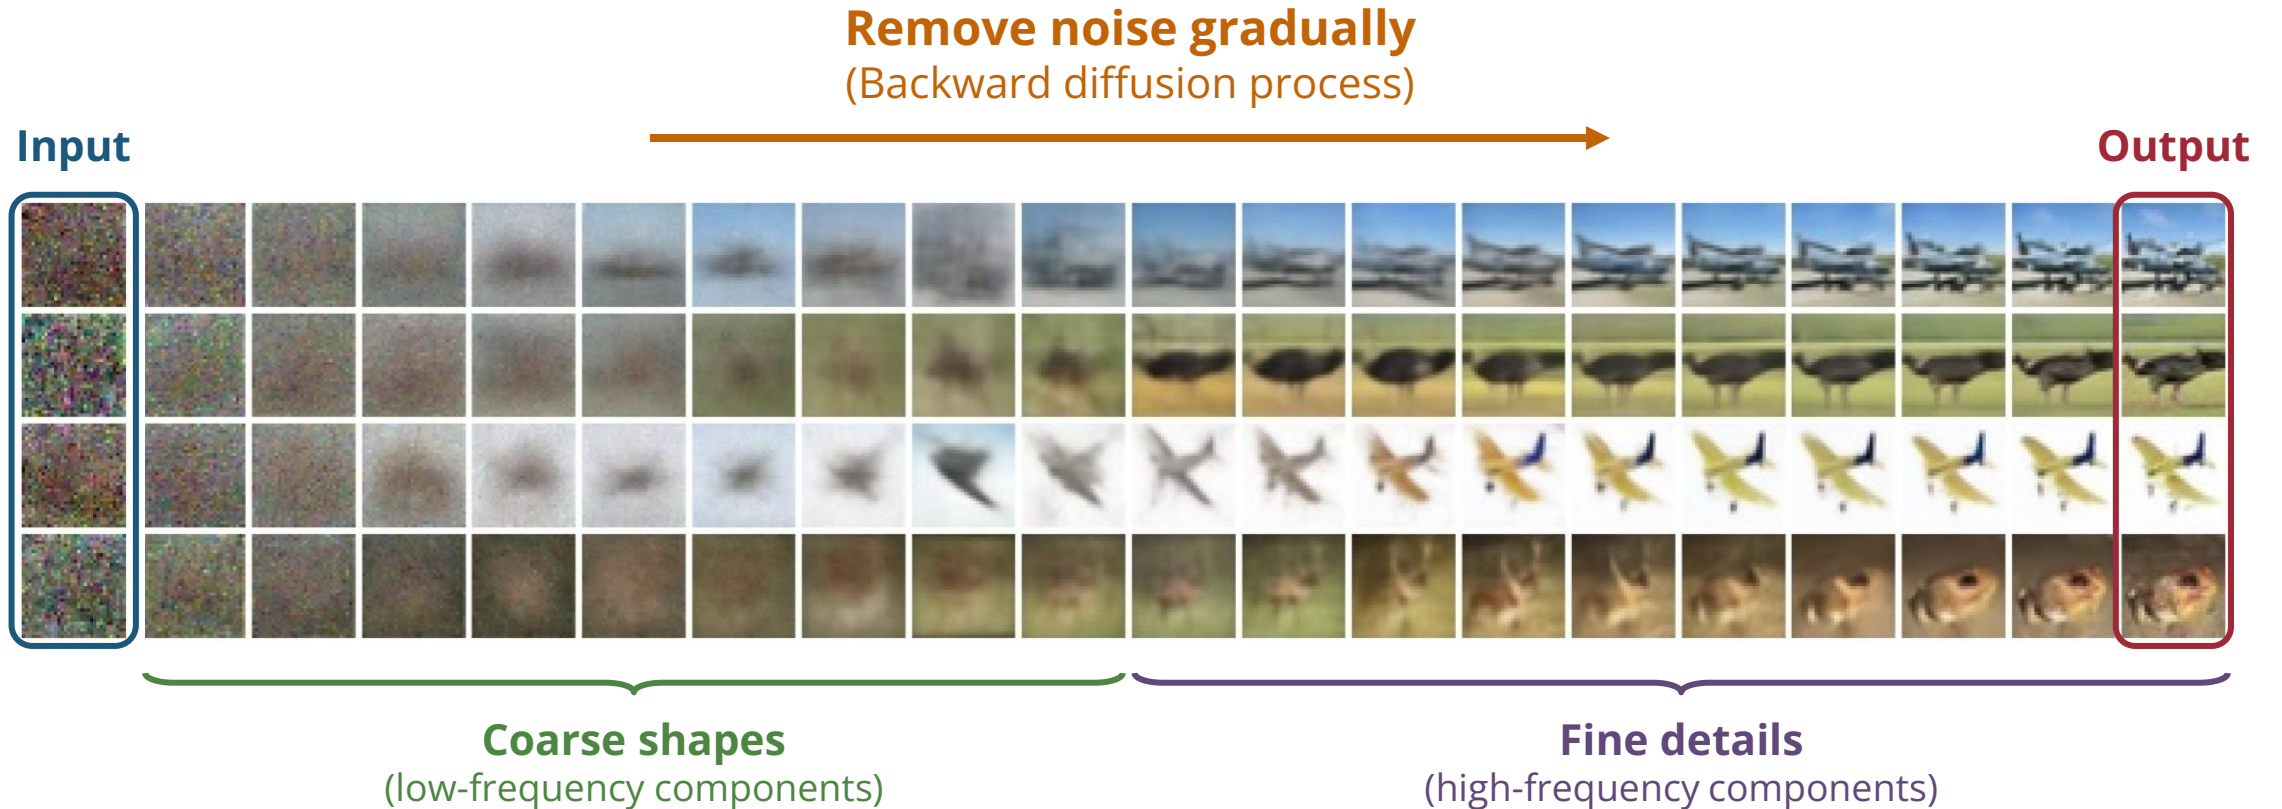 Remove noise gradually
(Backward diffusion process)
Input
Output
Coarse shapes
(low-frequency components)
Fine details
(high-frequency components)